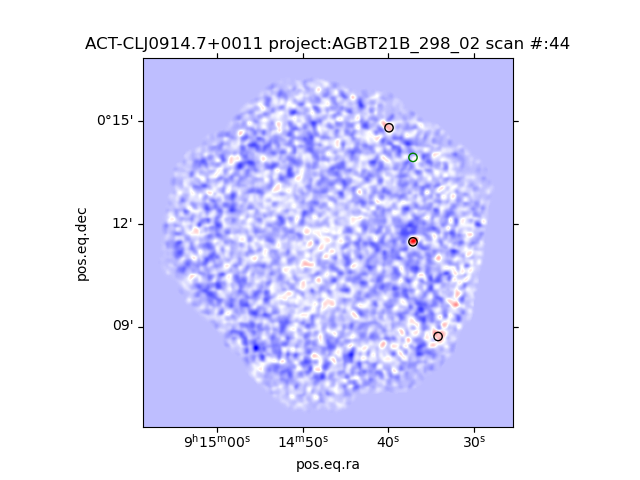 ACT-CLJ0914.7+0011 project:AGBT21B_298_02 scan #:44
0°15'
12'
09'
pos.eq.dec
9ʰ15ᵐ00ˢ 14ᵐ50ˢ 40ˢ 30ˢ
pos.eq.ra